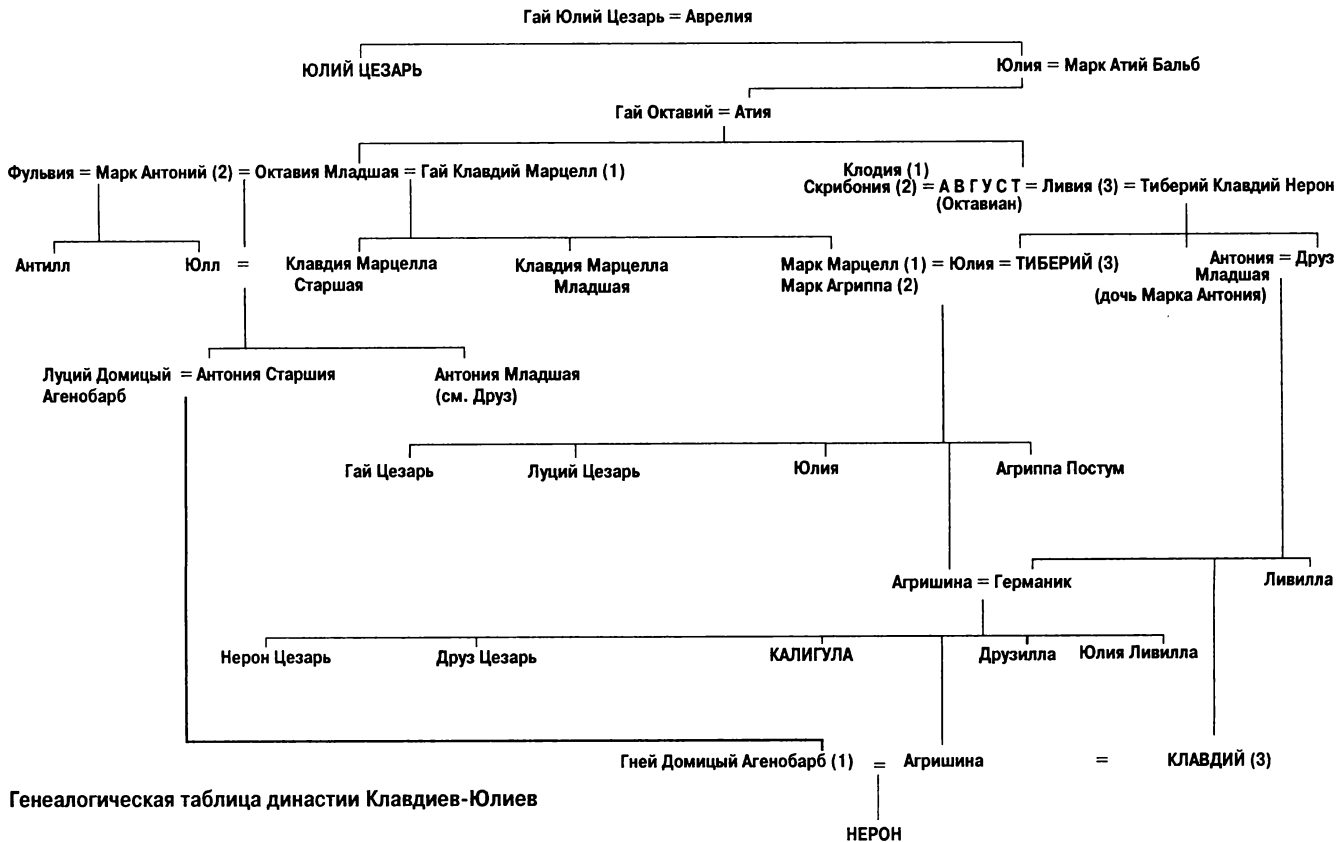 Гай Юлий Цезарь = Аврелия
ЮЛИЙ ЦЕЗАРЬ
Юлия = Марк Атий Бальб
Гай Октавий = Атия
Фульвия = Марк Антоний (2) = Октавия Младшая = Гай Клавдий Марцелл (1)
Клодия (1)
Скрибония (2) = АВГУСТ = Ливия (3) = Тиберий Клавдий Нерон
(Октавиан)
Антилл
Юлл =
Клавдия Марцелла
Старшая
Клавдия Марцелла
Младшая
Марк Марцелл (1) = Юлия = ТИБЕРИЙ (3)
Марк Агриппа (2)
Антония = Друз
Младшая
(дочь Марка Антония)
Луций Домицый = Антония Старшия
Агенобарб
Антония Младшая
(см. Друз)
Гай Цезарь
Луций Цезарь
Юлия
Агриппа Постум
Агришина = Германик
Ливилла
Нерон Цезарь
Друз Цезарь
КАЛИГУЛА
Друзилла
Юлия Ливилла
Гней Домицый Агенобарб (1) = Агришина = КЛАВДИЙ (3)
Генеалогическая таблица династии Клавдиев-Юлиев
НЕРОН